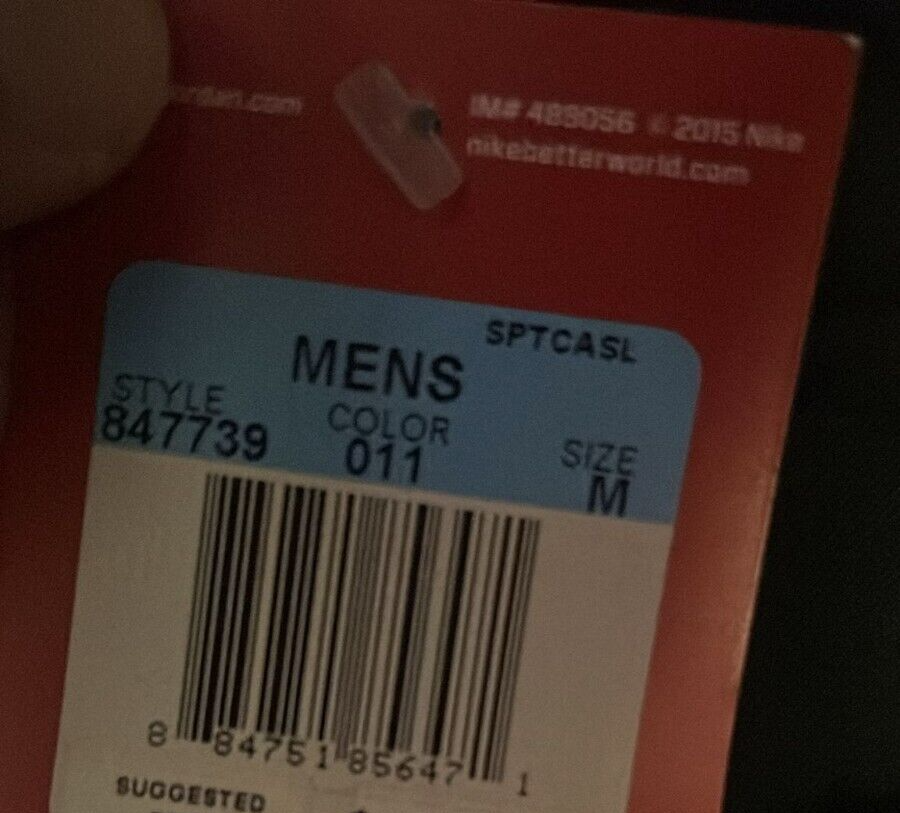 IM# 489056 © 2015 Nike
nikebetterworld.com
SPTCASL
MENS
STYLE COLOR SIZE
847739 011 M
8 84751 85647 1
SUGGESTED